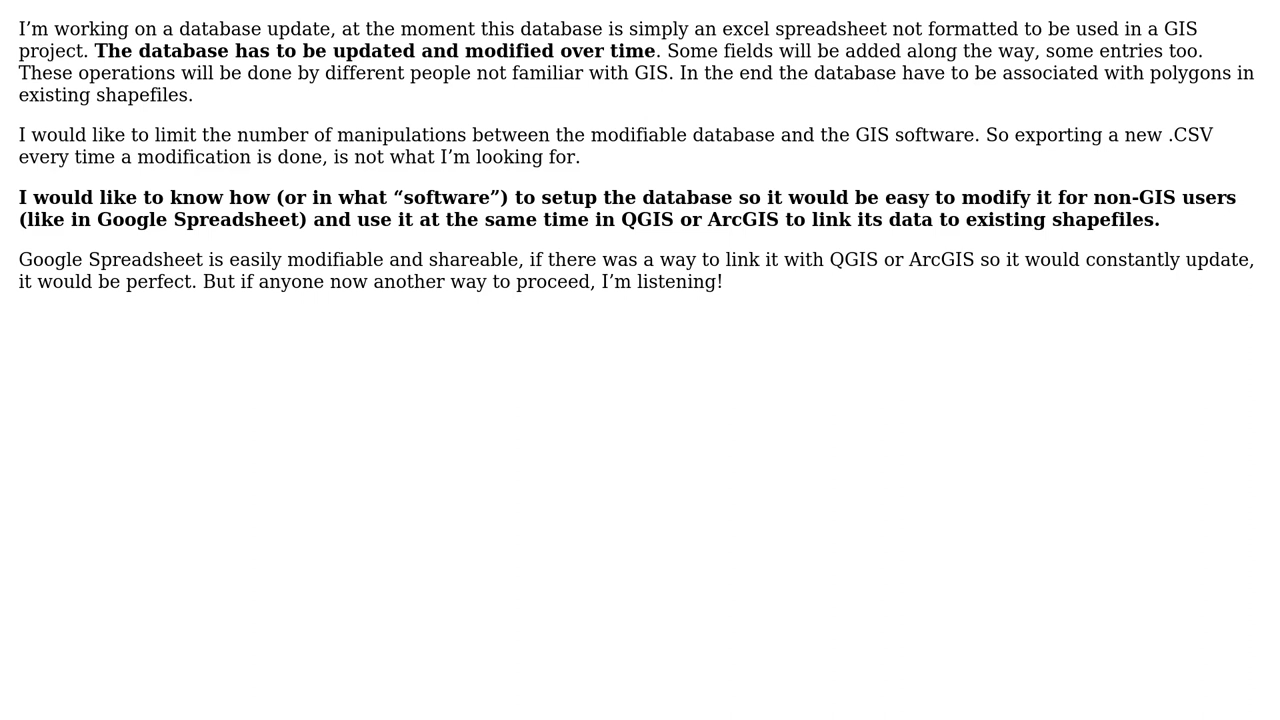 I’m working on a database update, at the moment this database is simply an excel spreadsheet not formatted to be used in a GIS
project. The database has to be updated and modified over time. Some fields will be added along the way, some entries too.
These operations will be done by different people not familiar with GIS. In the end the database have to be associated with polygons in
existing shapefiles.
I would like to limit the number of manipulations between the modifiable database and the GIS software. So exporting a new .CSV
every time a modification is done, is not what I’m looking for.
I would like to know how (or in what “software”) to setup the database so it would be easy to modify it for non-GIS users
(like in Google Spreadsheet) and use it at the same time in QGIS or ArcGIS to link its data to existing shapefiles.
Google Spreadsheet is easily modifiable and shareable, if there was a way to link it with QGIS or ArcGIS so it would constantly update,
it would be perfect. But if anyone now another way to proceed, I’m listening!